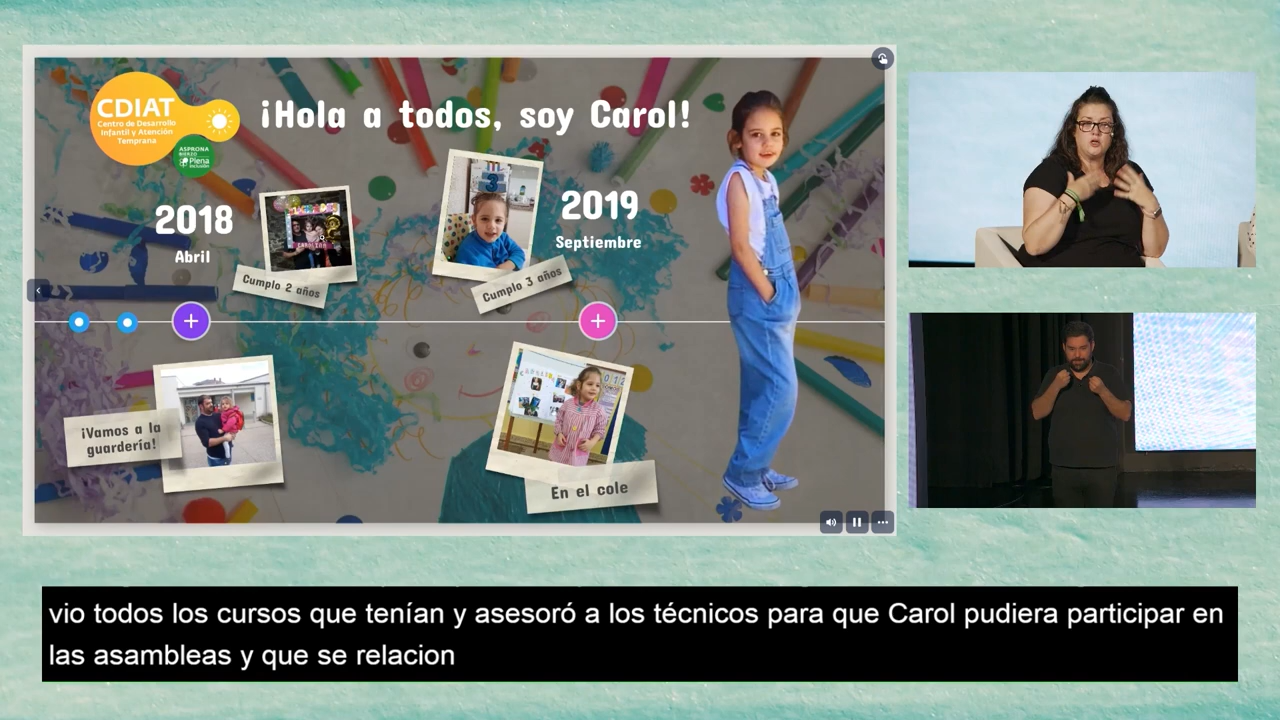 CDIAT
Centro de Desarrollo
Infantil y Atención
Temprana
ASPRONA
BIERZO
Plena
inclusión
¡Hola a todos, soy Carol!
2018
Abril
Cumplo 2 años
3
Cumplo 3 años
2019
Septiembre
¡Vamos a la
guardería!
En el cole
vio todos los cursos que tenían y asesoró a los técnicos para que Carol pudiera participar en
las asambleas y que se relacion